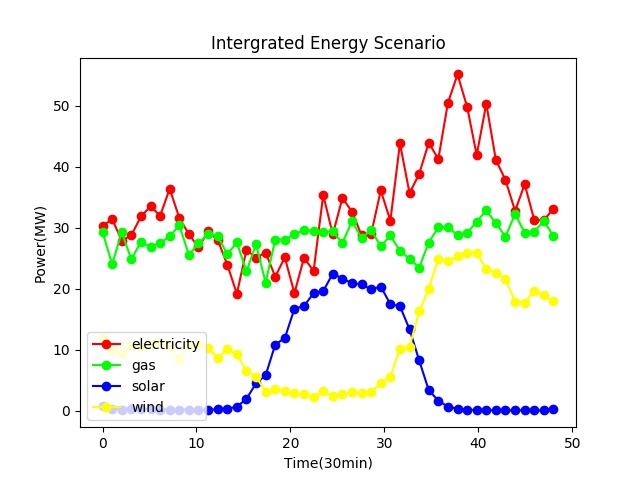 Intergrated Energy Scenario
Power(MW)
50
40
30
20
10
0
electricity
gas
solar
wind
0 10 20 30 40 50
Time(30min)